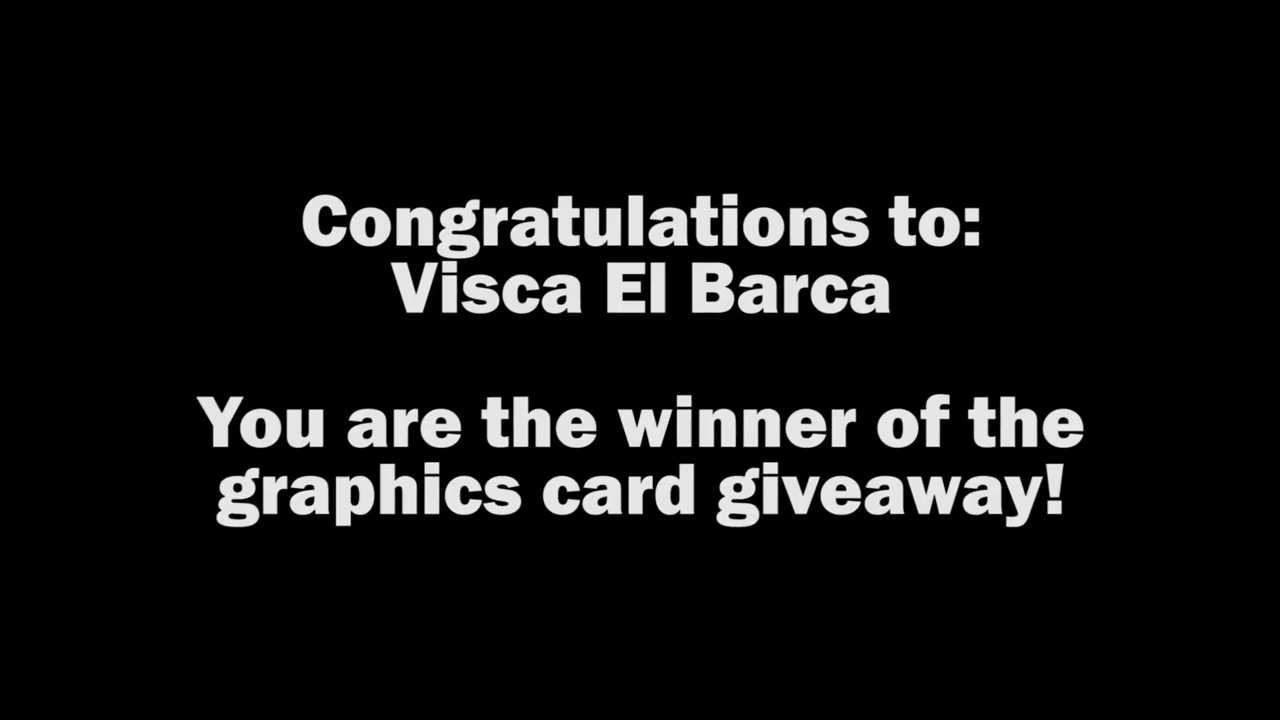 Congratulations to:
Visca El Barca
You are the winner of the
graphics card giveaway!